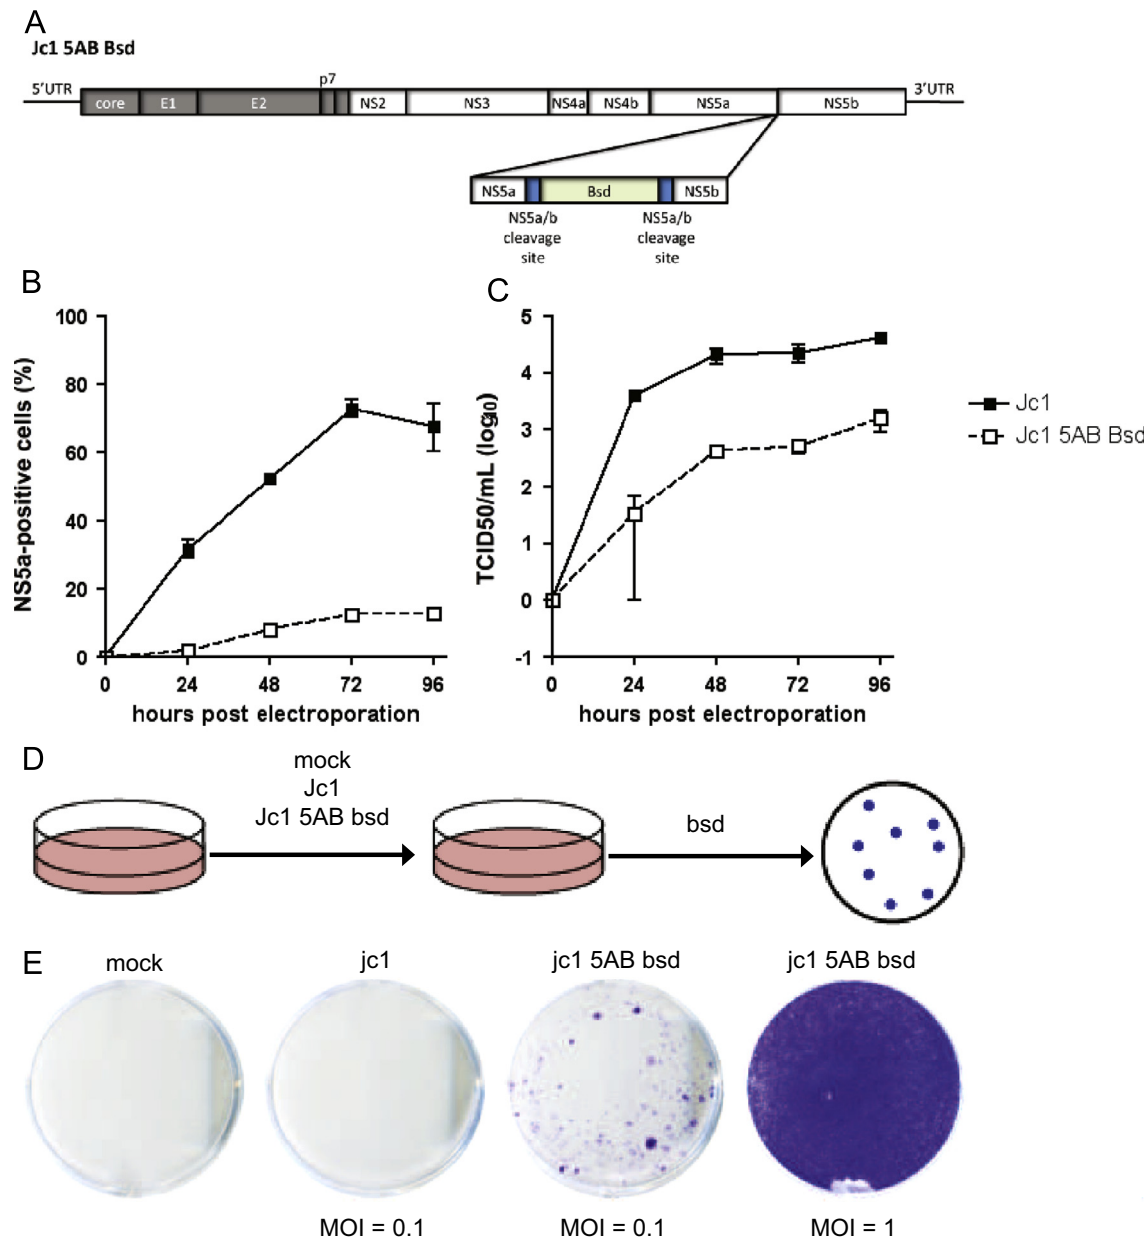 A
Jc1 5AB Bsd
p7
5'UTR
core E1 E2 NS2 NS3 NS4a NS4b NS5a NS5b
3'UTR
NS5a Bsd NS5b
NS5a/b
cleavage
site
NS5a/b
cleavage
site
B
100
80
60
40
20
0
NS5a-positive cells (%)
0 24 48 72 96
hours post electroporation
C
5
4
3
2
1
0
-1
TCID50/mL (log10)
0 24 48 72 96
hours post electroporation
Jc1
Jc1 5AB Bsd
D
mock
Jc1
Jc1 5AB bsd
bsd
E
mock
jc1
jc1 5AB bsd
jc1 5AB bsd
MOI = 0.1
MOI = 0.1
MOI = 1